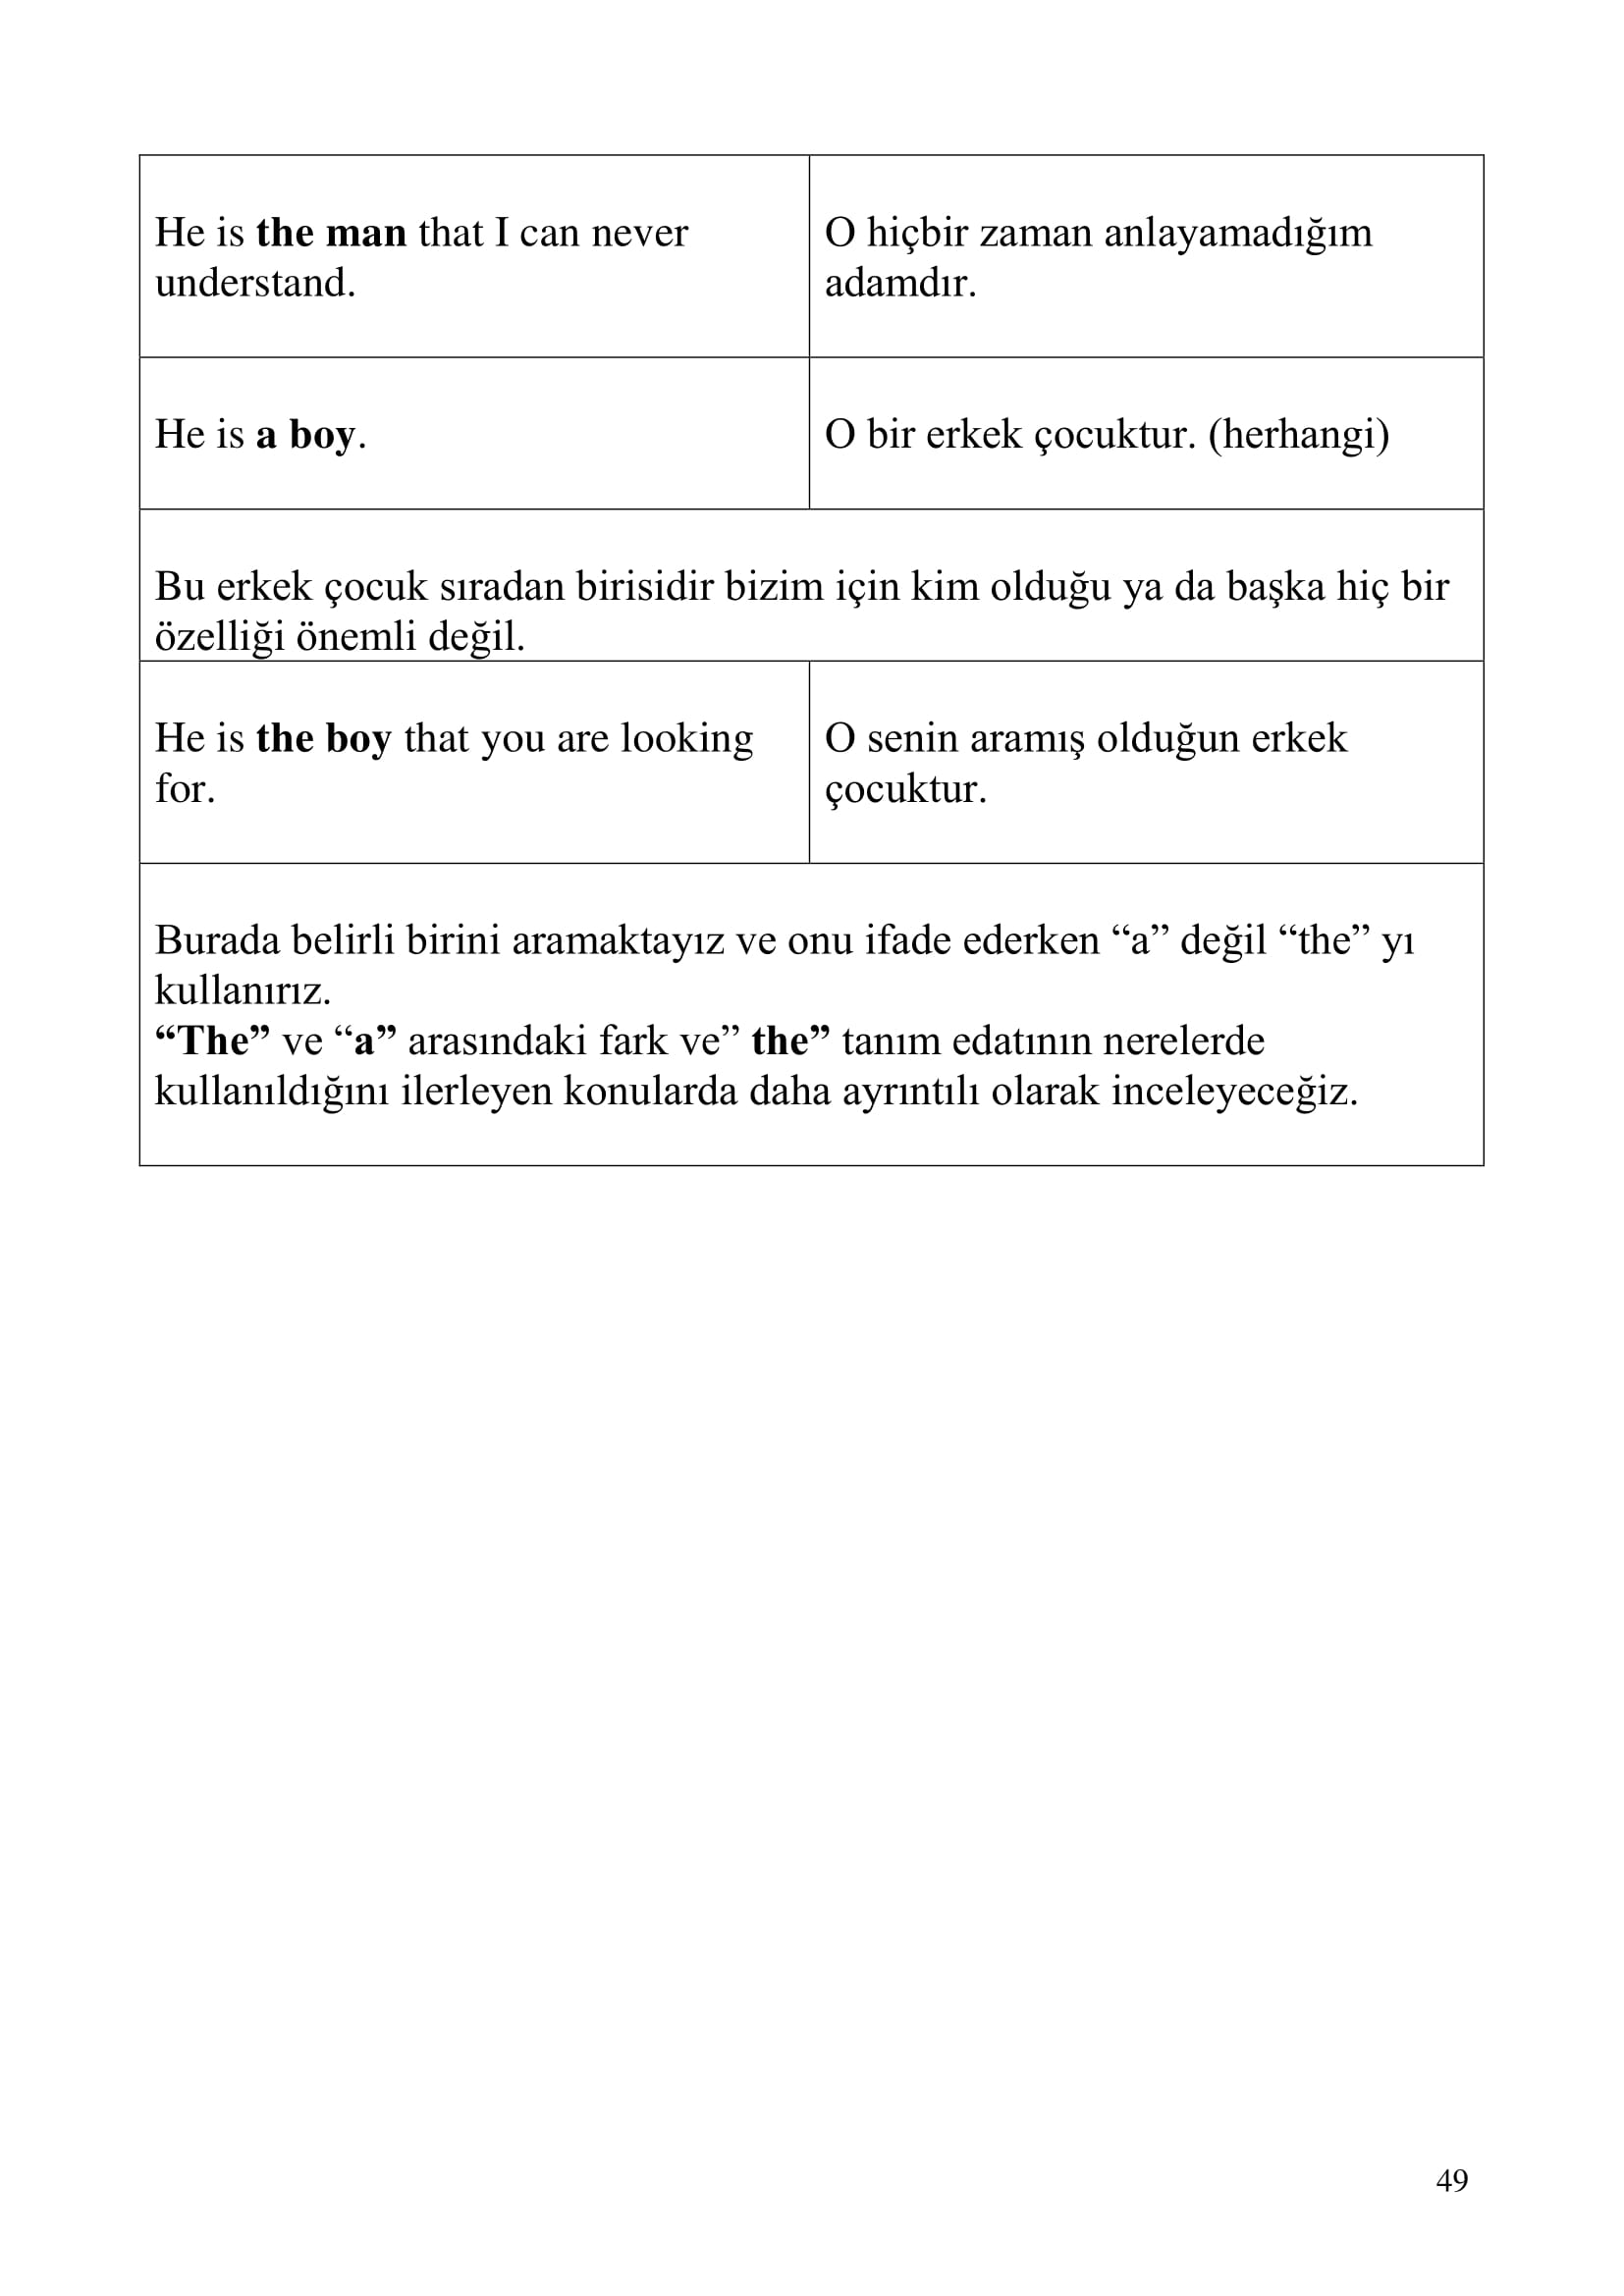 He is the man that I can never
understand.
O hiçbir zaman anlayamadığım
adamdır.
He is a boy.
O bir erkek çocuktur. (herhangi)
Bu erkek çocuk sıradan birisidir bizim için kim olduğu ya da başka hiç bir
özelliği önemli değil.
He is the boy that you are looking
for.
O senin aramış olduğun erkek
çocuktur.
Burada belirli birini aramaktayız ve onu ifade ederken “a” değil “the” yı
kullanırız.
“The” ve “a” arasındaki fark ve” the” tanım edatının nerelerde
kullanıldığını ilerleyen konularda daha ayrıntılı olarak inceleyeceğiz.
49